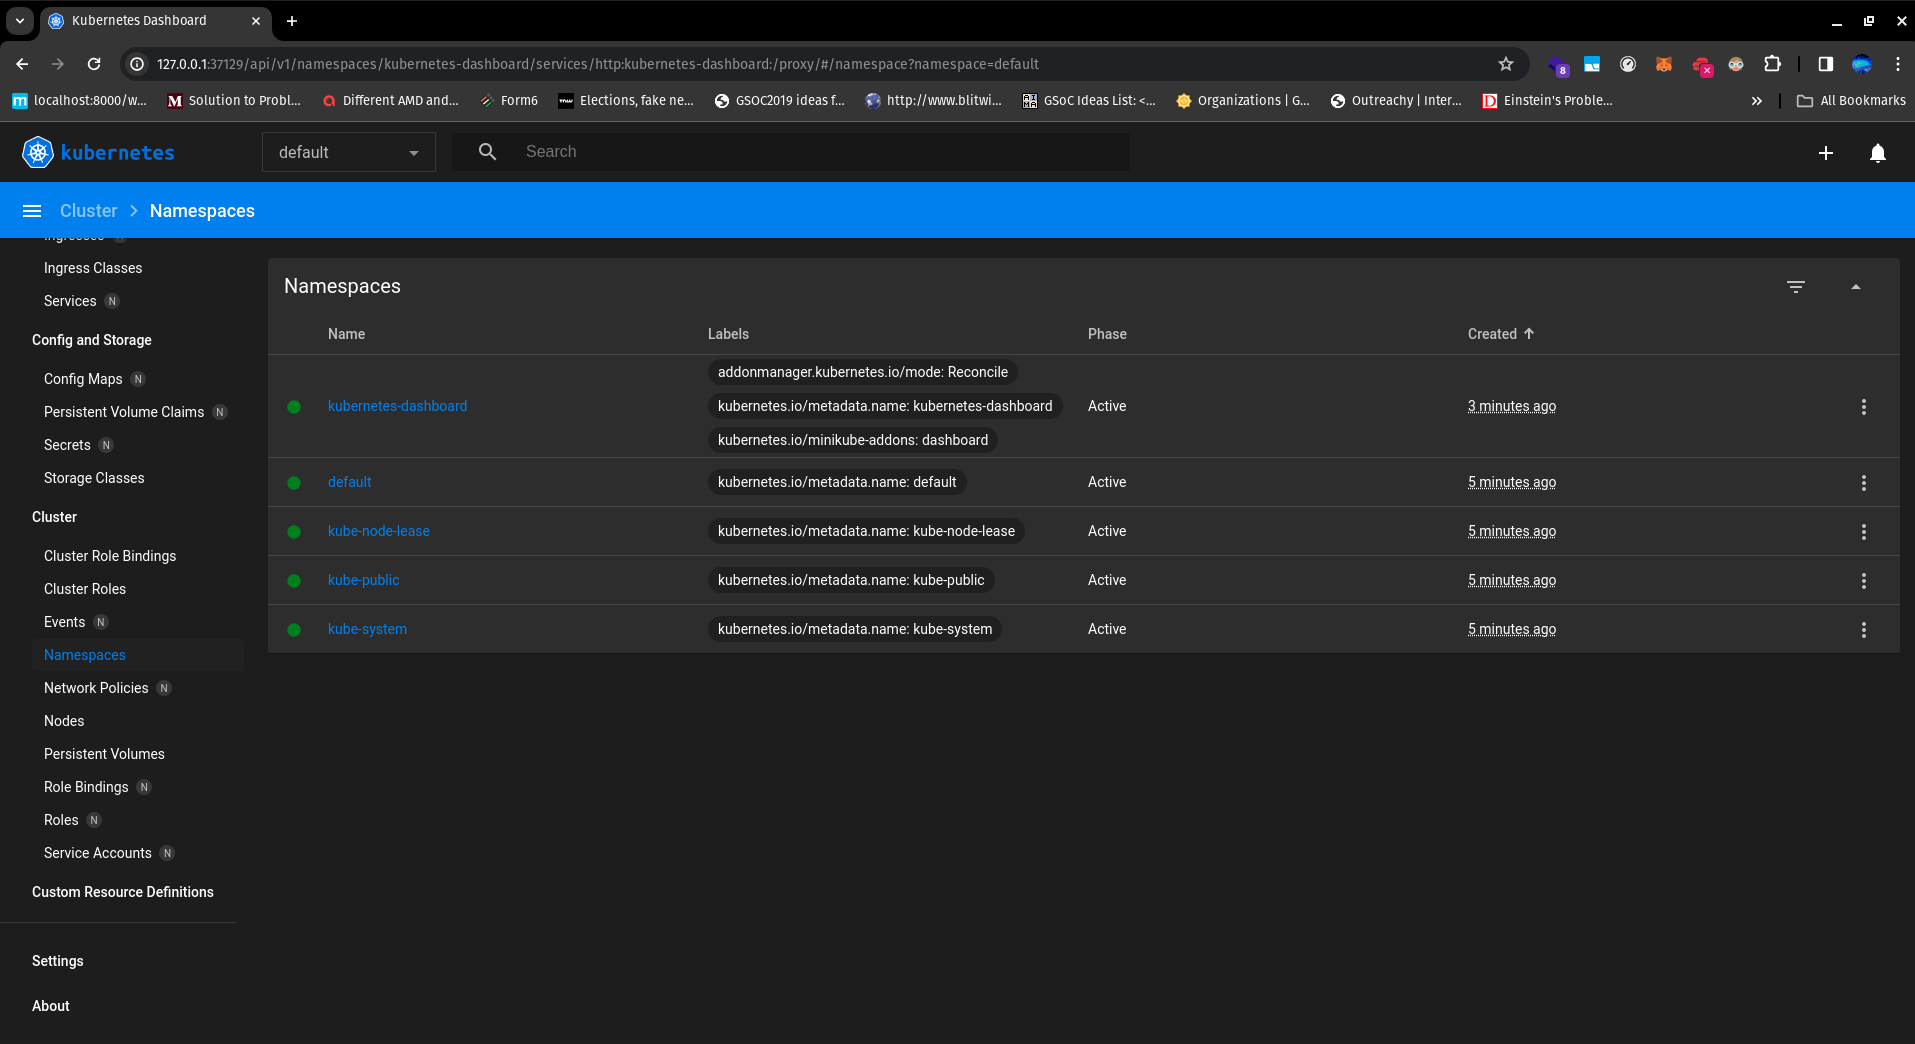 Kubernetes Dashboard
127.0.0.1:37129/api/v1/namespaces/kubernetes-dashboard/services/http:kubernetes-dashboard:/proxy/#/namespace?namespace=default
8
localhost:8000/w... Solution to Probl... Different AMD and... Form6 Elections, fake ne... GSOC2019 ideas f... http://www.blitwi... GSoC Ideas List: <... Organizations | G... Outreachy | Inter... Einstein's Proble... All Bookmarks
kubernetes default Search
Cluster Namespaces
Ingresses N
Ingress Classes
Services N
Config and Storage
Config Maps N
Persistent Volume Claims N
Secrets N
Storage Classes
Cluster
Cluster Role Bindings
Cluster Roles
Events N
Namespaces
Network Policies N
Nodes
Persistent Volumes
Role Bindings N
Roles N
Service Accounts N
Custom Resource Definitions
Settings
About
Namespaces
Name Labels Phase Created
addonmanager.kubernetes.io/mode: Reconcile
kubernetes-dashboard kubernetes.io/metadata.name: kubernetes-dashboard Active 3 minutes ago
kubernetes.io/minikube-addons: dashboard
default kubernetes.io/metadata.name: default Active 5 minutes ago
kube-node-lease kubernetes.io/metadata.name: kube-node-lease Active 5 minutes ago
kube-public kubernetes.io/metadata.name: kube-public Active 5 minutes ago
kube-system kubernetes.io/metadata.name: kube-system Active 5 minutes ago